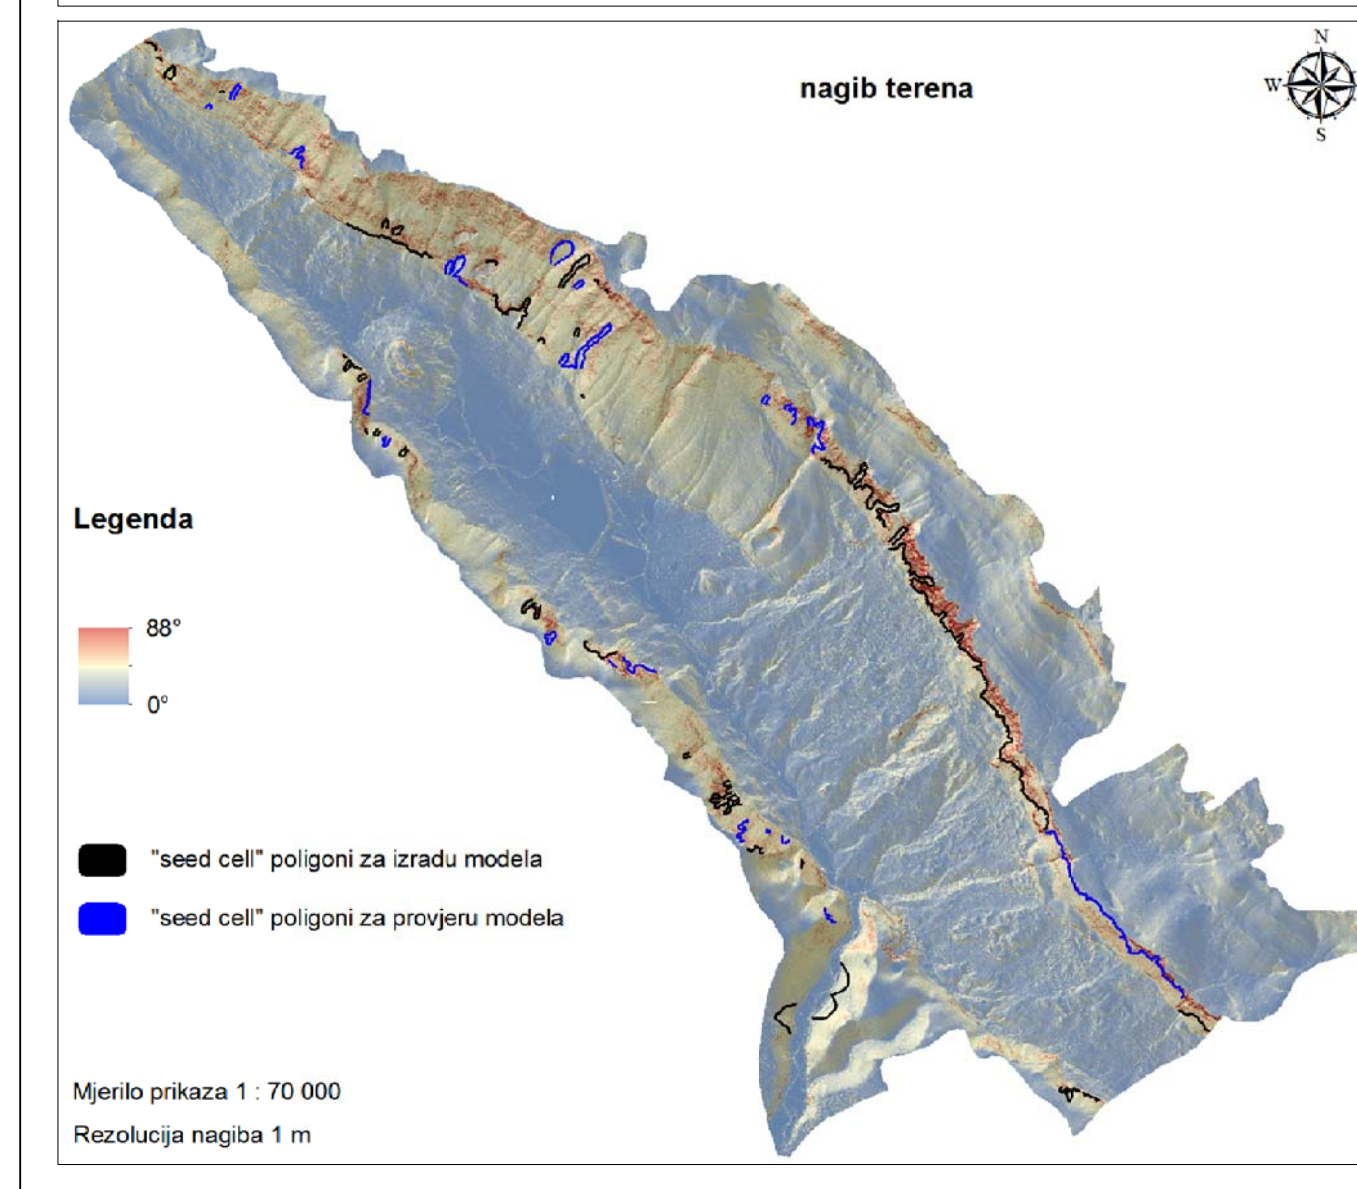 nagib terena
N
W
S
Legenda
88°
0°
"seed cell" poligoni za izradu modela
"seed cell" poligoni za provjeru modela
Mjerilo prikaza 1 : 70 000
Rezolucija nagiba 1 m